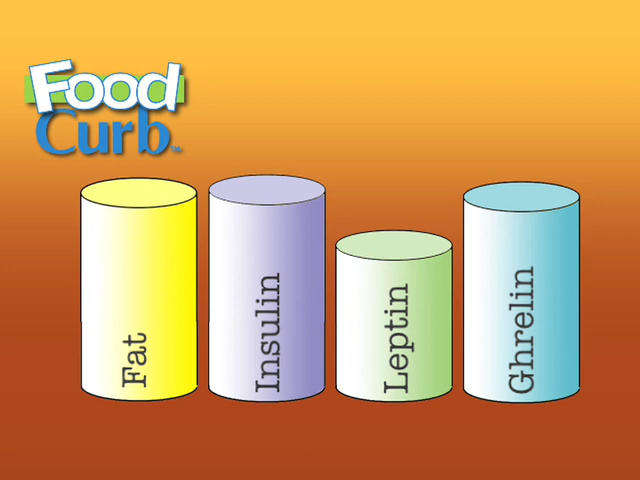 Food
Curb™
Fat
Insulin
Leptin
Ghrelin